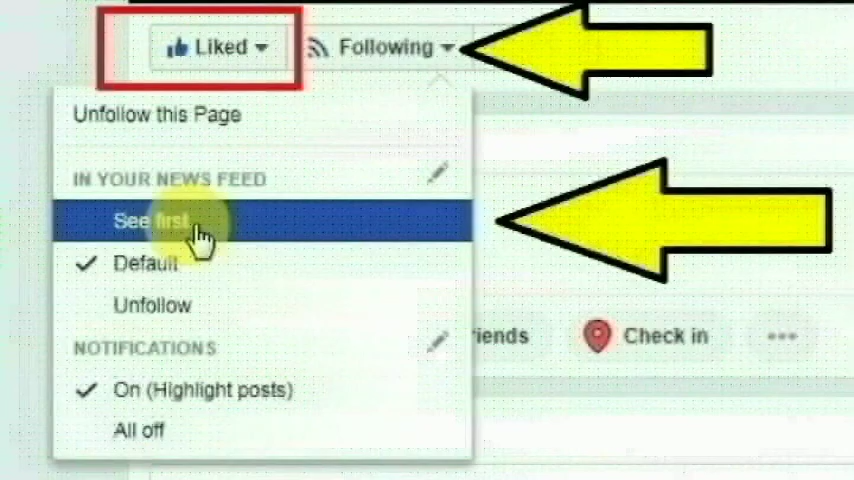 Liked Following
Unfollow this Page
IN YOUR NEWS FEED
See first
Default
Unfollow
riends Check in
NOTIFICATIONS
On (Highlight posts)
All off